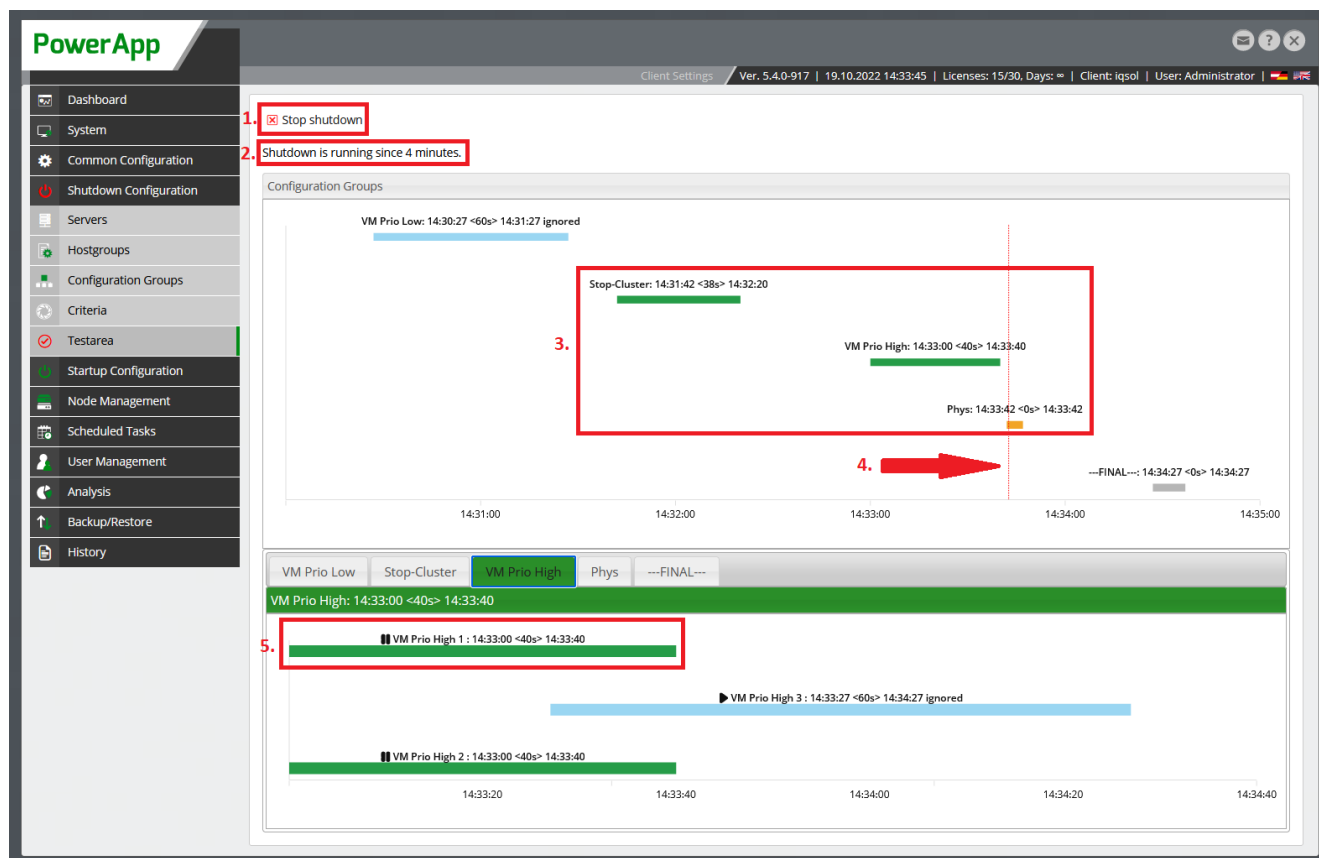 PowerApp
Client Settings Ver. 5.4.0-917 | 19.10.2022 14:33:45 | Licenses: 15/30, Days: ∞ | Client: iqsol | User: Administrator |
Dashboard
System
Common Configuration
Shutdown Configuration
Servers
Hostgroups
Configuration Groups
Criteria
Testarea
Startup Configuration
Node Management
Scheduled Tasks
User Management
Analysis
Backup/Restore
History
1. Stop shutdown
2. Shutdown is running since 4 minutes.
Configuration Groups
VM Prio Low: 14:30:27 <60s> 14:31:27 ignored
Stop-Cluster: 14:31:42 <38s> 14:32:20
3.
VM Prio High: 14:33:00 <40s> 14:33:40
Phys: 14:33:42 <0s> 14:33:42
4.
---FINAL---: 14:34:27 <0s> 14:34:27
14:31:00 14:32:00 14:33:00 14:34:00 14:35:00
VM Prio Low Stop-Cluster VM Prio High Phys ---FINAL---
VM Prio High: 14:33:00 <40s> 14:33:40
5. VM Prio High 1 : 14:33:00 <40s> 14:33:40
VM Prio High 3 : 14:33:27 <60s> 14:34:27 ignored
VM Prio High 2 : 14:33:00 <40s> 14:33:40
14:33:20 14:33:40 14:34:00 14:34:20 14:34:40